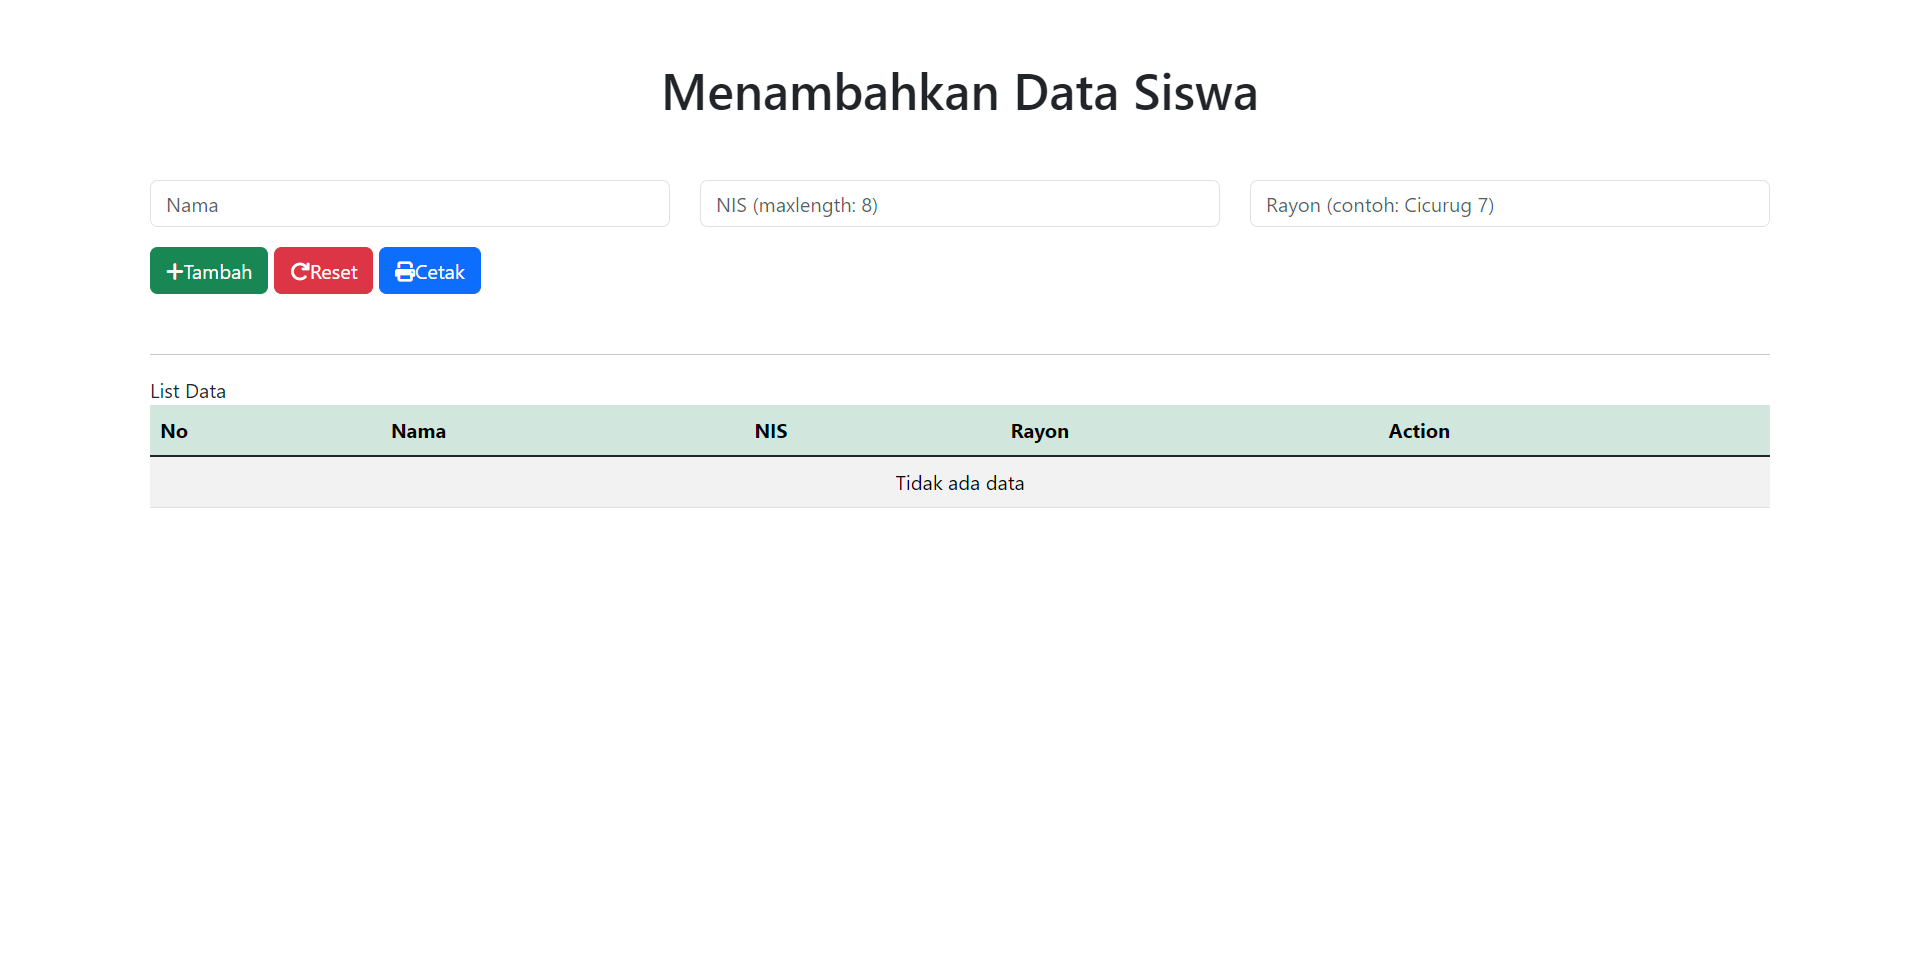 Menambahkan Data Siswa
Nama NIS (maxlength: 8) Rayon (contoh: Cicurug 7)
Tambah Reset Cetak
List Data
No Nama NIS Rayon Action
Tidak ada data